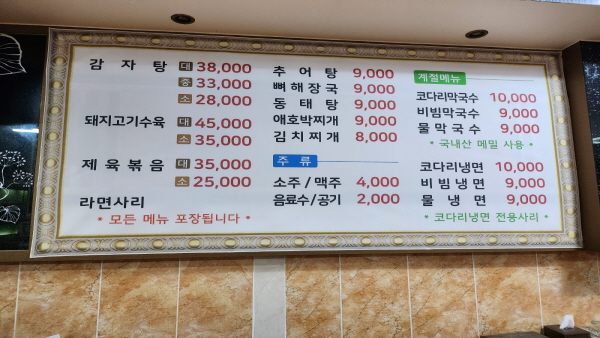 감자탕 대 38,000
중 33,000
소 28,000
돼지고기수육 대 45,000
소 35,000
제육볶음 대 35,000
소 25,000
라면사리
* 모든 메뉴 포장됩니다 *
추어탕 9,000
뼈해장국 9,000
동태탕 9,000
애호박찌개 9,000
김치찌개 8,000
주류
소주/맥주 4,000
음료수/공기 2,000
계절메뉴
코다리막국수 10,000
비빔막국수 9,000
물막국수 9,000
* 국내산 메밀 사용 *
코다리냉면 10,000
비빔냉면 9,000
물냉면 9,000
* 코다리냉면 전용사리 *